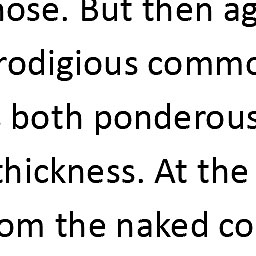 nose. But then ag
rodigious commo
both ponderous
thickness. At the
om the naked co